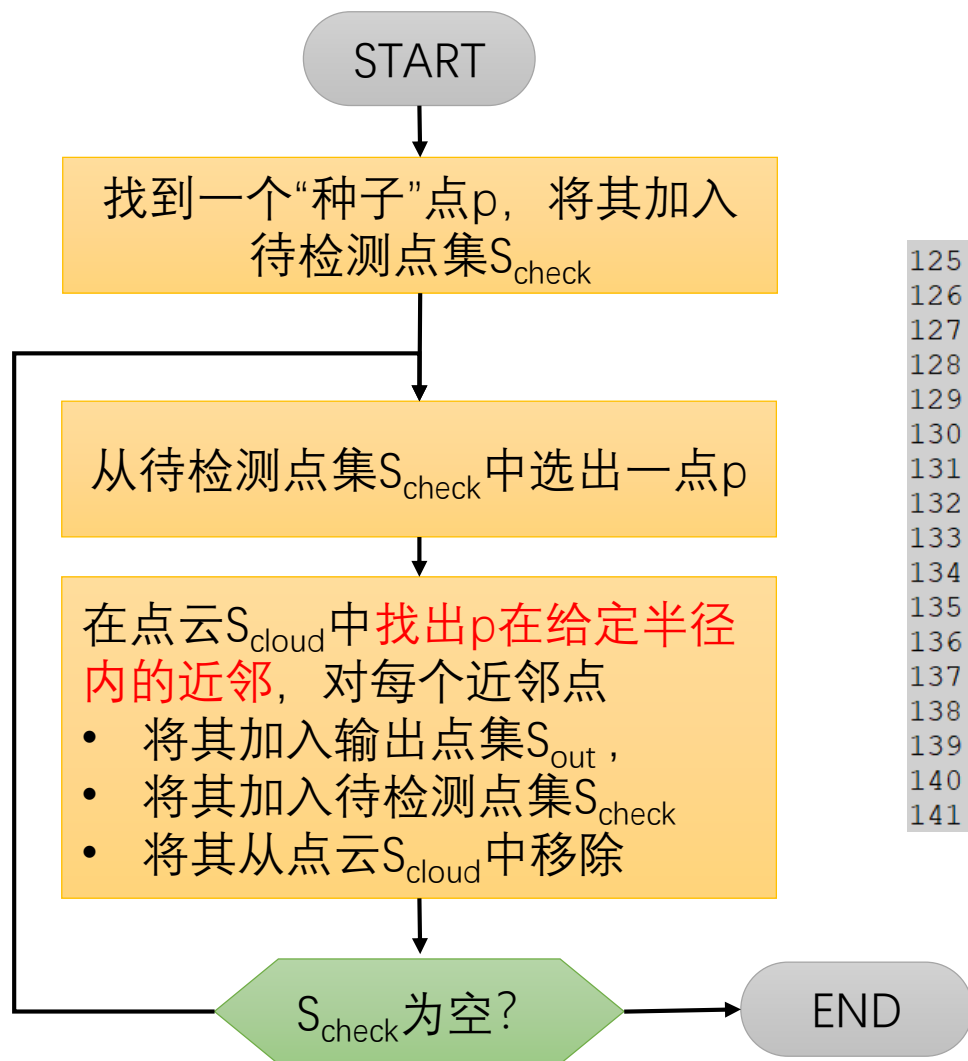 START
找到一个“种子”点p，将其加入
待检测点集Scheck
从待检测点集Scheck中选出一点p
在点云Scloud中找出p在给定半径
内的近邻，对每个近邻点
• 将其加入输出点集Sout ,
• 将其加入待检测点集Scheck
• 将其从点云Scloud中移除
Scheck为空？
END
125
126
127
128
129
130
131
132
133
134
135
136
137
138
139
140
141